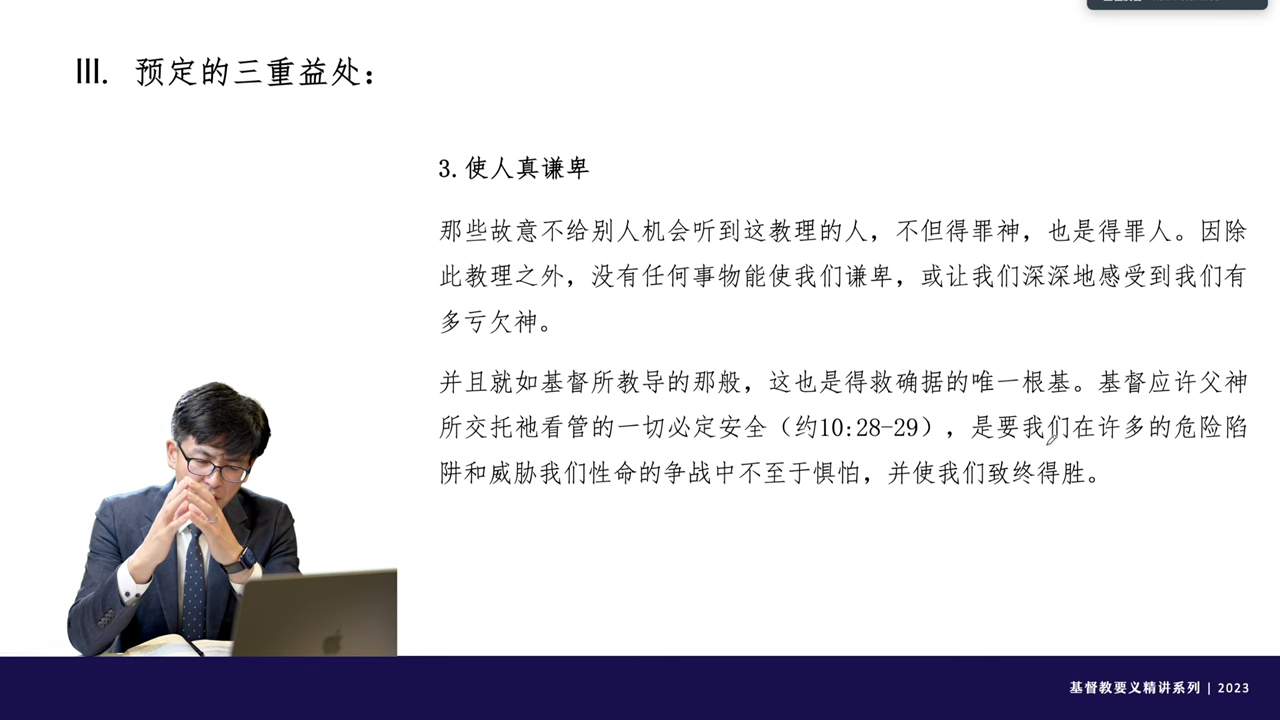 III. 预定的三重益处：
3.使人真谦卑
那些故意不给别人机会听到这教理的人，不但得罪神，也是得罪人。因除
此教理之外，没有任何事物能使我们谦卑，或让我们深深地感受到我们有
多亏欠神。
并且就如基督所教导的那般，这也是得救确据的唯一根基。基督应许父神
所交托祂看管的一切必定安全（约10:28-29），是要我们在许多的危险陷
阱和威胁我们性命的争战中不至于惧怕，并使我们致终得胜。
基督教要义精讲系列 | 2023